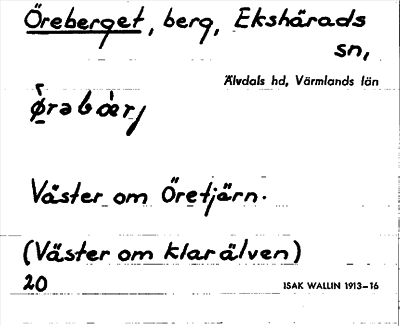 Öreberget, berg, Ekshärads
sn,
Älvdals hd, Värmlands län
Väster om Öretjärn.
(Väster om klarälven)
20
ISAK WALLIN 1913–16